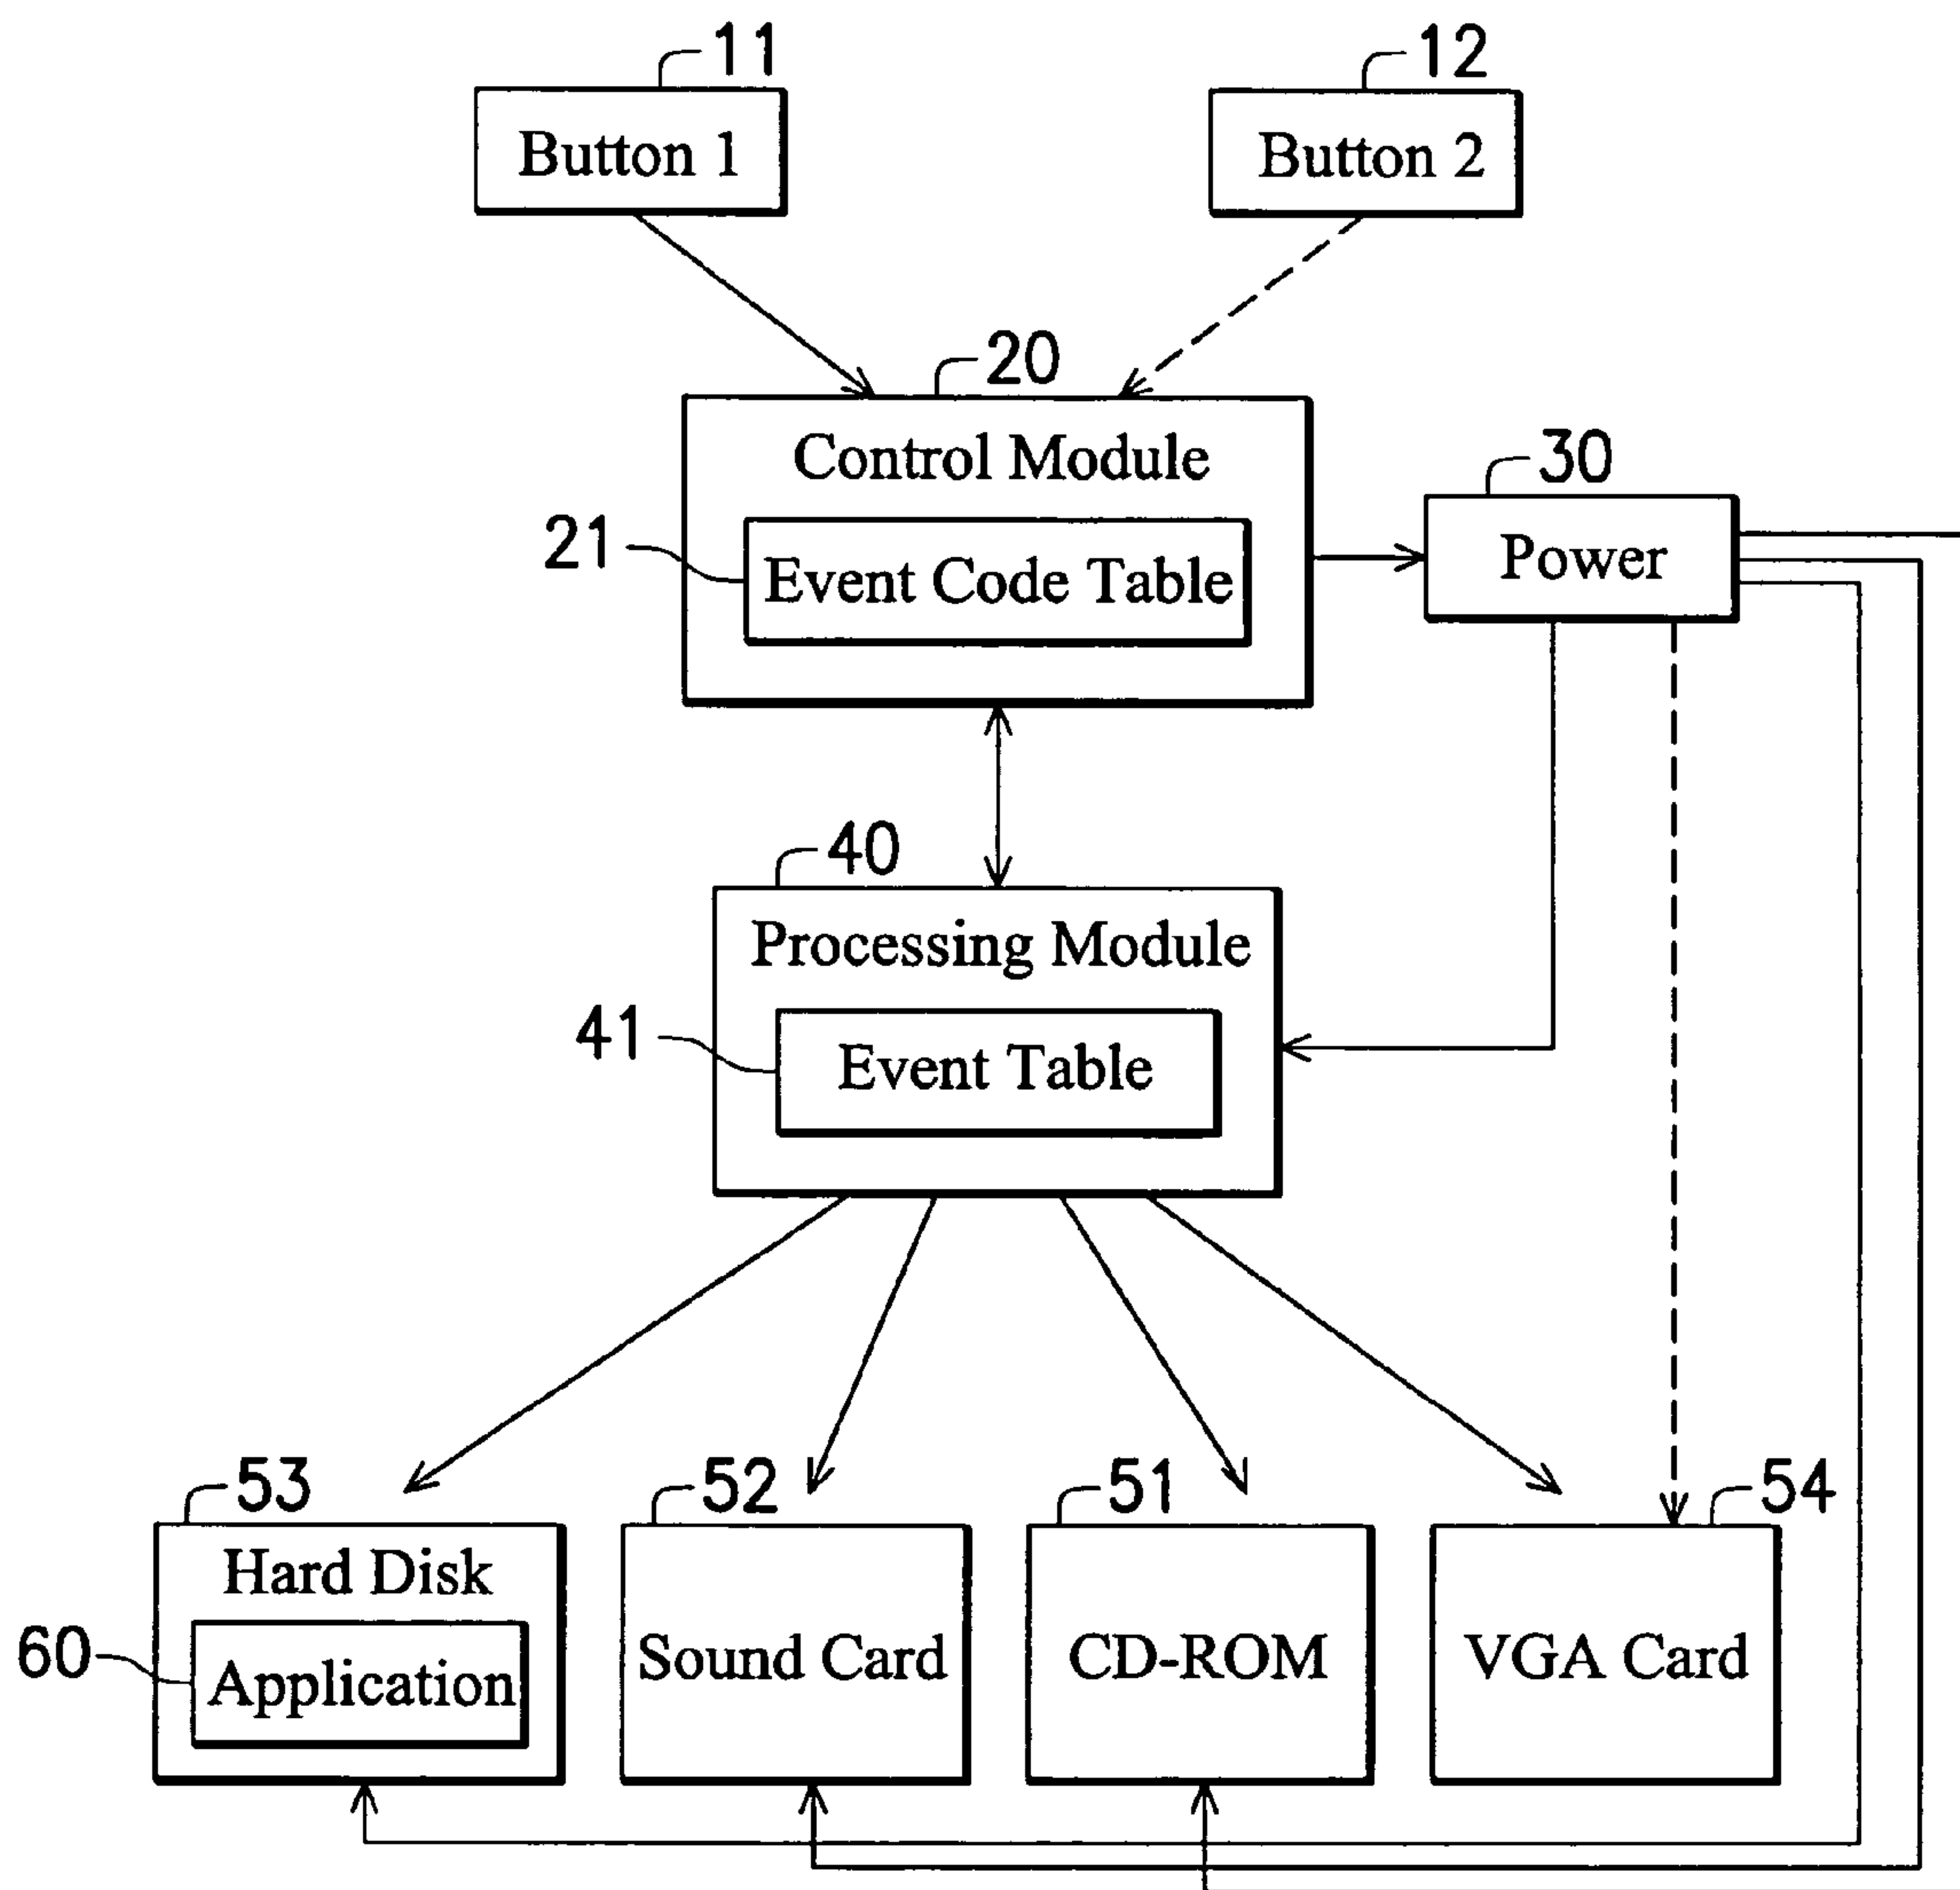 11
12
Button 1
Button 2
20
Control Module
30
21
Event Code Table
Power
40
Processing Module
41
Event Table
53
52
51
54
Hard Disk
60
Application
Sound Card
CD-ROM
VGA Card